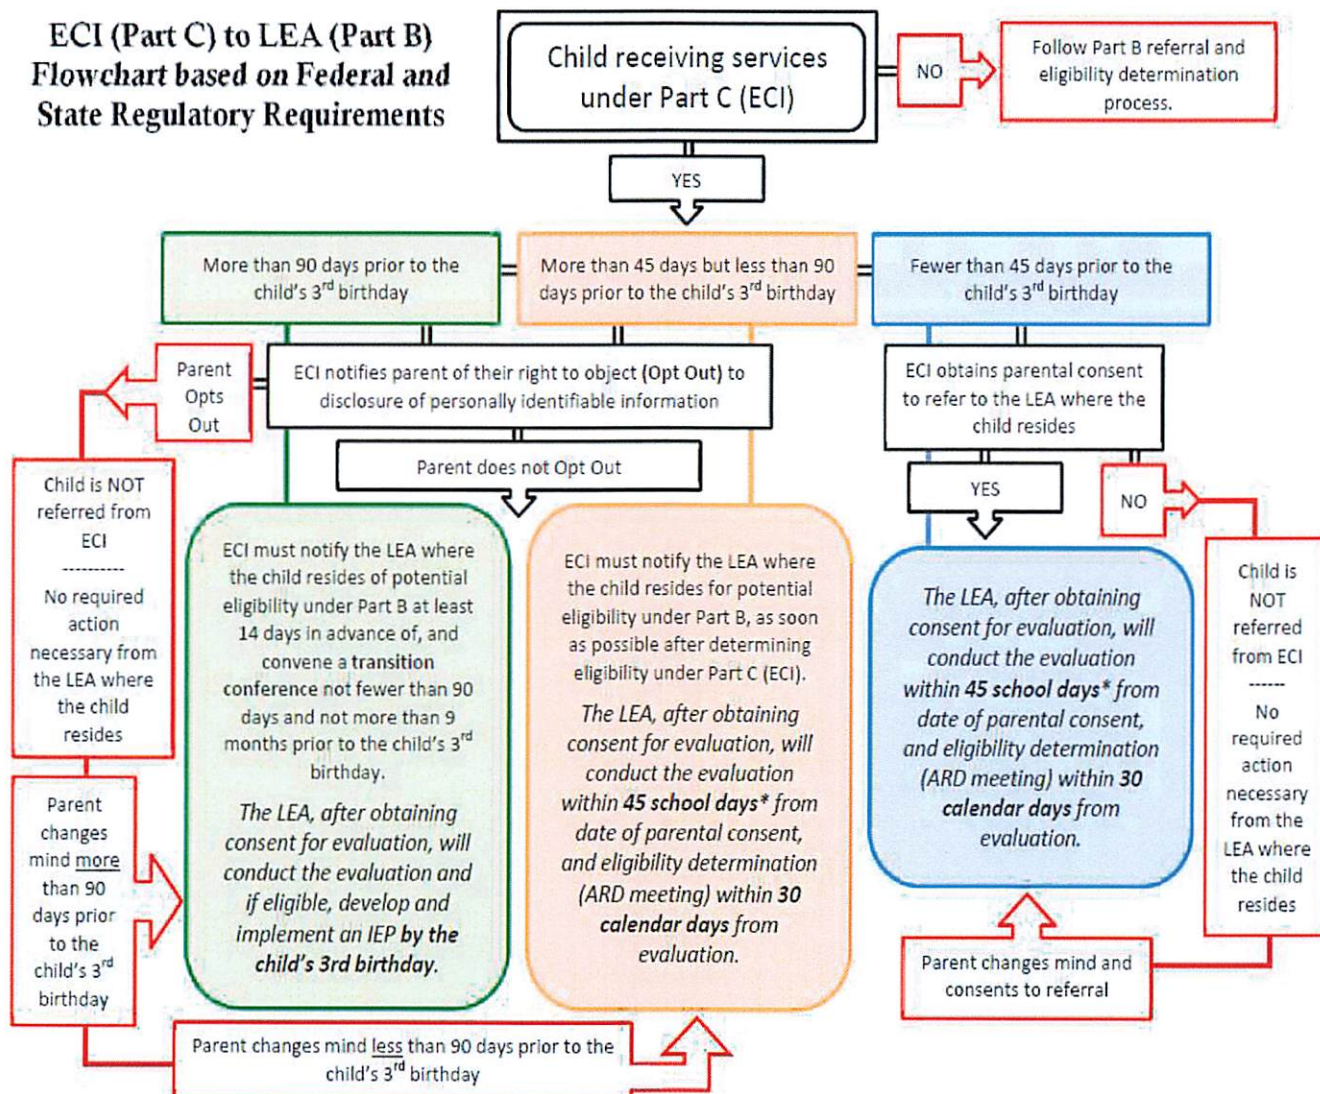 ECI (Part C) to LEA (Part B)
Flowchart based on Federal and
State Regulatory Requirements
Child receiving services
under Part C (ECI)
NO
Follow Part B referral and
eligibility determination
process.
YES
More than 90 days prior to the
child's 3rd birthday
More than 45 days but less than 90
days prior to the child's 3rd birthday
Fewer than 45 days prior to the
child's 3rd birthday
Parent
Opts
Out
ECI notifies parent of their right to object (Opt Out) to
disclosure of personally identifiable information
ECI obtains parental consent
to refer to the LEA where the
child resides
Parent does not Opt Out
YES
NO
Child is NOT
referred from
ECI
----------
No required
action
necessary from
the LEA where
the child
resides
ECI must notify the LEA where
the child resides of potential
eligibility under Part B at least
14 days in advance of, and
convene a transition
conference not fewer than 90
days and not more than 9
months prior to the child's 3rd
birthday.
The LEA, after obtaining
consent for evaluation, will
conduct the evaluation and
if eligible, develop and
implement an IEP by the
child's 3rd birthday.
ECI must notify the LEA where
the child resides for potential
eligibility under Part B, as soon
as possible after determining
eligibility under Part C (ECI).
The LEA, after obtaining
consent for evaluation, will
conduct the evaluation
within 45 school days* from
date of parental consent,
and eligibility determination
(ARD meeting) within 30
calendar days from
evaluation.
The LEA, after obtaining
consent for evaluation, will
conduct the evaluation
within 45 school days* from
date of parental consent,
and eligibility determination
(ARD meeting) within 30
calendar days from
evaluation.
Child is
NOT
referred
from ECI
------
No
required
action
necessary
from the
LEA where
the child
resides
Parent
changes
mind more
than 90
days prior
to the
child's 3rd
birthday
Parent changes mind and
consents to referral
Parent changes mind less than 90 days prior to the
child's 3rd birthday